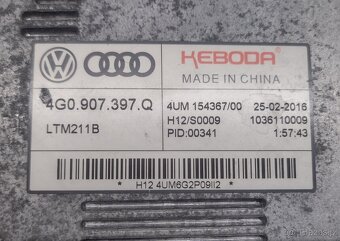 KEBODA
MADE IN CHINA
4G0.907.397.Q
LTM211B
4UM 154367/00 25-02-2016
H12/S0009 1036110009
PID:00341 1:57:43
* H12 4UM6G2P09II2 *